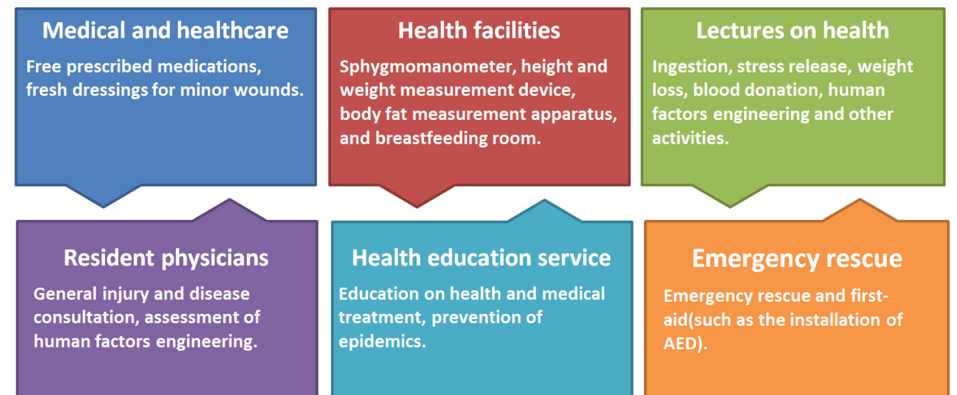 Medical and healthcare
Free prescribed medications,
fresh dressings for minor wounds.
Health facilities
Sphygmomanometer, height and
weight measurement device,
body fat measurement apparatus,
and breastfeeding room.
Lectures on health
Ingestion, stress release, weight
loss, blood donation, human
factors engineering and other
activities.
Resident physicians
General injury and disease
consultation, assessment of
human factors engineering.
Health education service
Education on health and medical
treatment, prevention of
epidemics.
Emergency rescue
Emergency rescue and first-
aid(such as the installation of
AED).